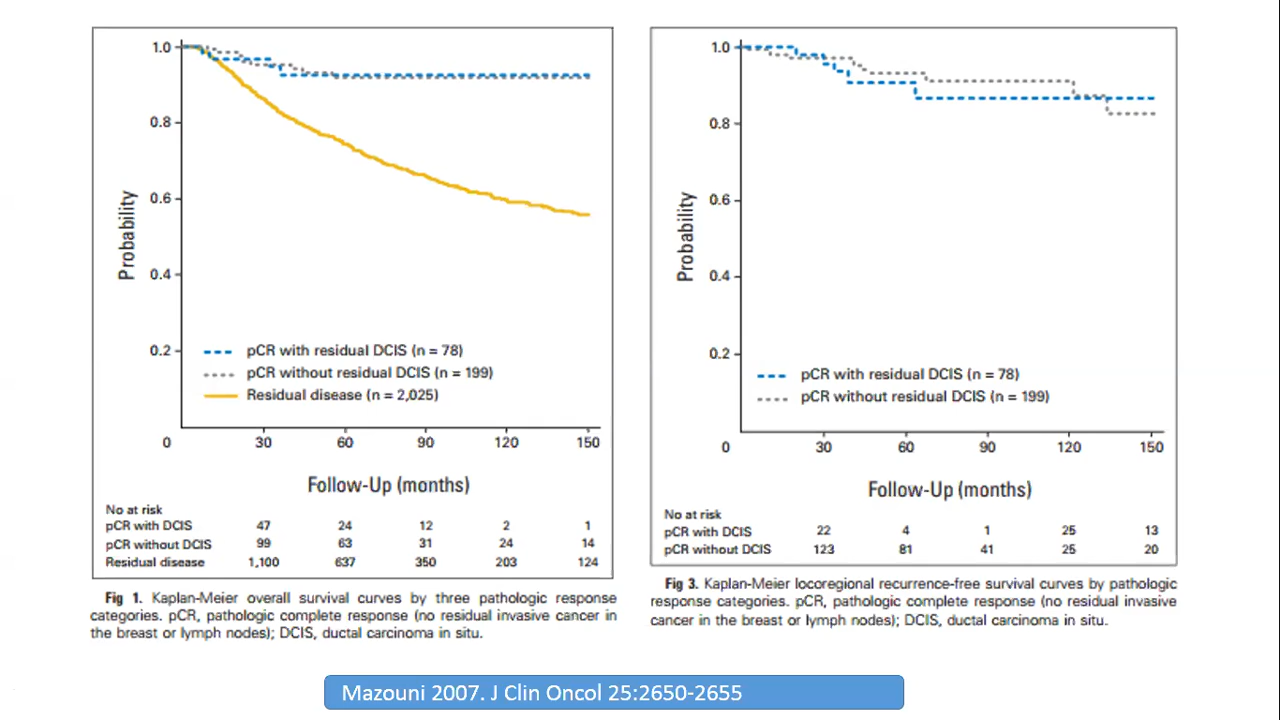 1.0
0.8
0.6
0.4
0.2
Probability
pCR with residual DCIS (n = 78)
pCR without residual DCIS (n = 199)
Residual disease (n = 2,025)
0 30 60 90 120 150
Follow-Up (months)
No at risk
pCR with DCIS 47 24 12 2 1
pCR without DCIS 99 63 31 24 14
Residual disease 1,100 637 350 203 124
Fig 1. Kaplan-Meier overall survival curves by three pathologic response
categories. pCR, pathologic complete response (no residual invasive cancer in
the breast or lymph nodes); DCIS, ductal carcinoma in situ.
1.0
0.8
0.6
0.4
0.2
Probability
pCR with residual DCIS (n = 78)
pCR without residual DCIS (n = 199)
0 30 60 90 120 150
Follow-Up (months)
No at risk
pCR with DCIS 22 4 1 25 13
pCR without DCIS 123 81 41 25 20
Fig 3. Kaplan-Meier locoregional recurrence-free survival curves by pathologic
response categories. pCR, pathologic complete response (no residual invasive
cancer in the breast or lymph nodes); DCIS, ductal carcinoma in situ.
Mazouni 2007. J Clin Oncol 25:2650-2655